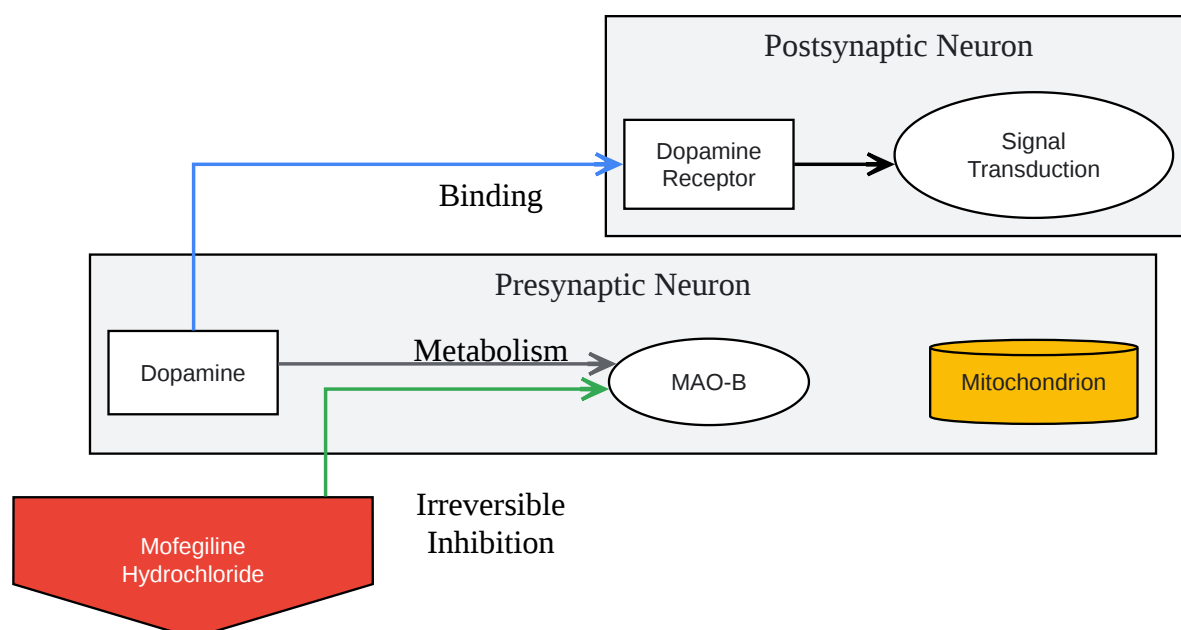 Postsynaptic Neuron
Dopamine
Receptor
Signal
Transduction
Binding
Presynaptic Neuron
Dopamine
Metabolism
MAO-B
Mitochondrion
Irreversible
Inhibition
Mofegiline
Hydrochloride